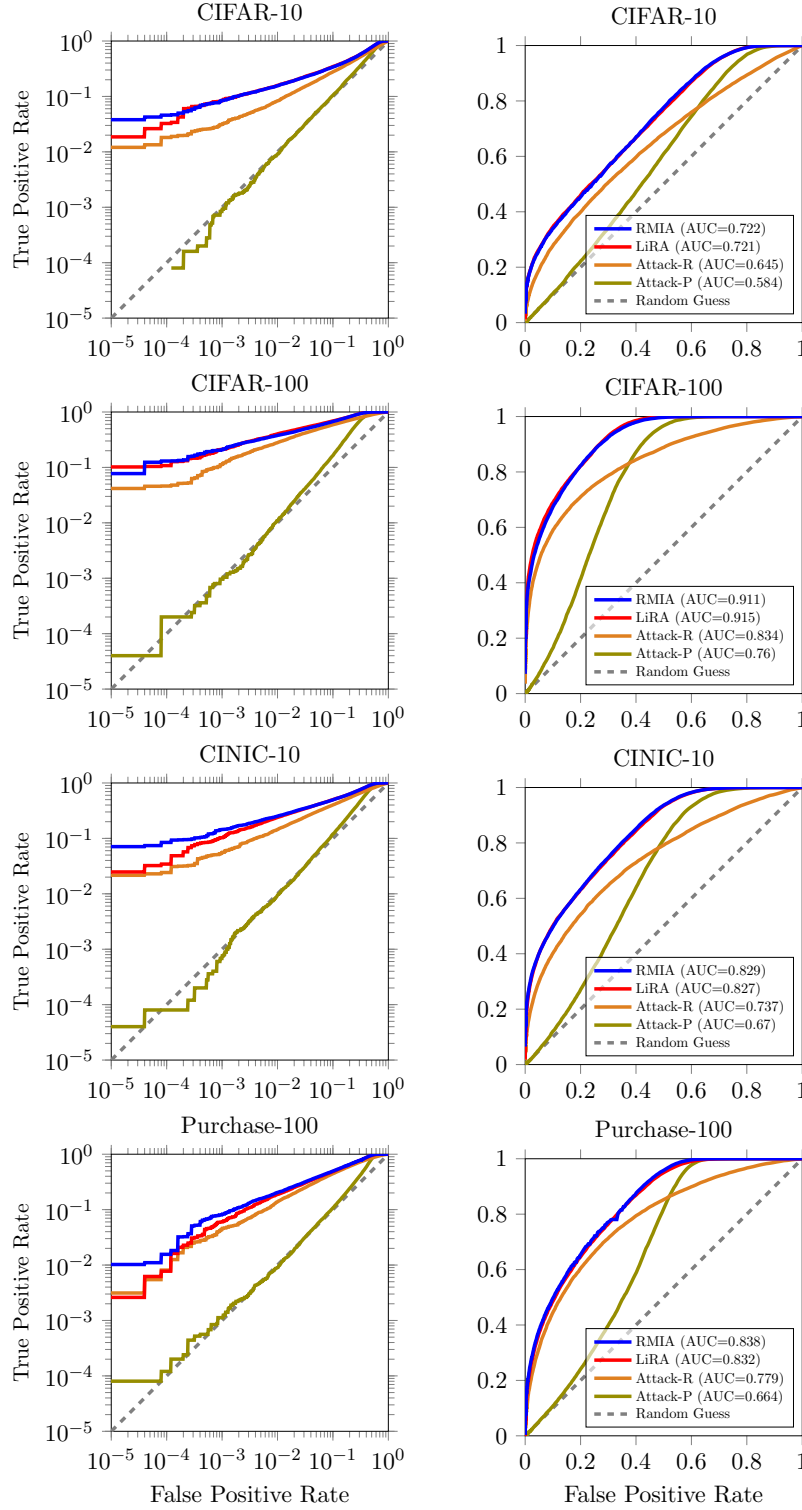 CIFAR-10
True Positive Rate
10^0
10^-1
10^-2
10^-3
10^-4
10^-5
10^-5 10^-4 10^-3 10^-2 10^-1 10^0
CIFAR-10
1
0.8
0.6
0.4
0.2
0
0 0.2 0.4 0.6 0.8 1
RMIA (AUC=0.722)
LiRA (AUC=0.721)
Attack-R (AUC=0.645)
Attack-P (AUC=0.584)
Random Guess
CIFAR-100
True Positive Rate
10^0
10^-1
10^-2
10^-3
10^-4
10^-5
10^-5 10^-4 10^-3 10^-2 10^-1 10^0
CIFAR-100
1
0.8
0.6
0.4
0.2
0
0 0.2 0.4 0.6 0.8 1
RMIA (AUC=0.911)
LiRA (AUC=0.915)
Attack-R (AUC=0.834)
Attack-P (AUC=0.76)
Random Guess
CINIC-10
True Positive Rate
10^0
10^-1
10^-2
10^-3
10^-4
10^-5
10^-5 10^-4 10^-3 10^-2 10^-1 10^0
CINIC-10
1
0.8
0.6
0.4
0.2
0
0 0.2 0.4 0.6 0.8 1
RMIA (AUC=0.829)
LiRA (AUC=0.827)
Attack-R (AUC=0.737)
Attack-P (AUC=0.67)
Random Guess
Purchase-100
True Positive Rate
10^0
10^-1
10^-2
10^-3
10^-4
10^-5
10^-5 10^-4 10^-3 10^-2 10^-1 10^0
False Positive Rate
Purchase-100
1
0.8
0.6
0.4
0.2
0
0 0.2 0.4 0.6 0.8 1
RMIA (AUC=0.838)
LiRA (AUC=0.832)
Attack-R (AUC=0.779)
Attack-P (AUC=0.664)
Random Guess
False Positive Rate